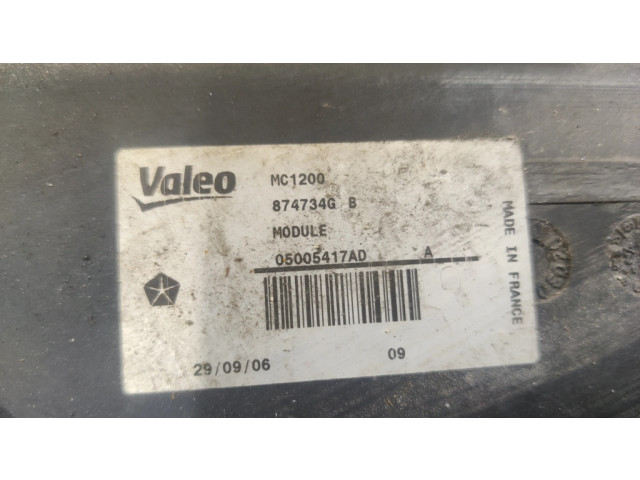 Valeo
MC1200
874734G B
MODULE
05005417AD A
29/09/06 09
MADE IN FRANCE